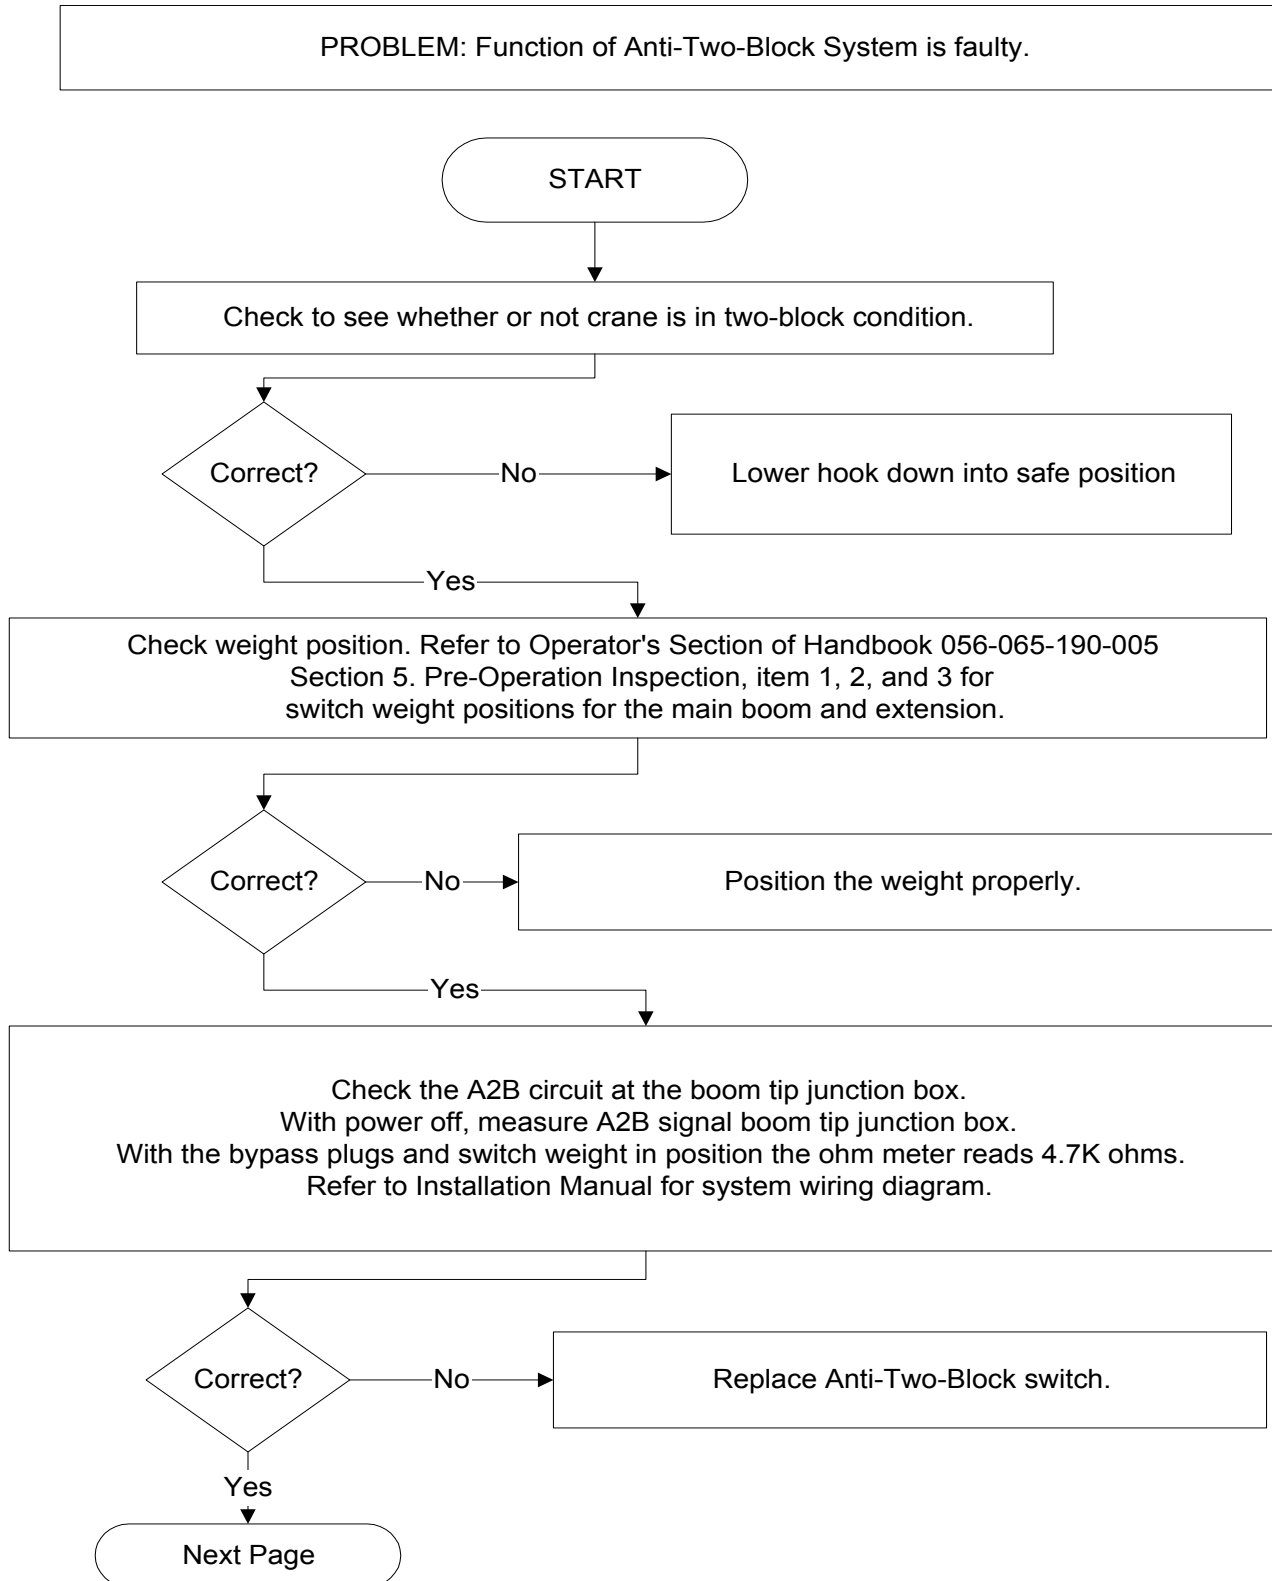 PROBLEM: Function of Anti-Two-Block System is faulty.
START
Check to see whether or not crane is in two-block condition.
Correct?
No
Lower hook down into safe position
Yes
Check weight position. Refer to Operator's Section of Handbook 056-065-190-005
Section 5. Pre-Operation Inspection, item 1, 2, and 3 for
switch weight positions for the main boom and extension.
Correct?
No
Position the weight properly.
Yes
Check the A2B circuit at the boom tip junction box.
With power off, measure A2B signal boom tip junction box.
With the bypass plugs and switch weight in position the ohm meter reads 4.7K ohms.
Refer to Installation Manual for system wiring diagram.
Correct?
No
Replace Anti-Two-Block switch.
Yes
Next Page